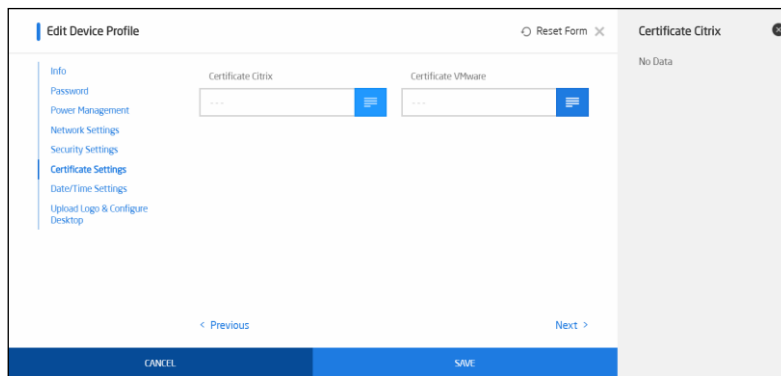 Edit Device Profile
Reset Form
Certificate Citrix
No Data
Info
Password
Power Management
Network Settings
Security Settings
Certificate Settings
Date/Time Settings
Upload Logo & Configure
Desktop
Certificate Citrix
Certificate VMware
---
---
< Previous
Next >
CANCEL
SAVE